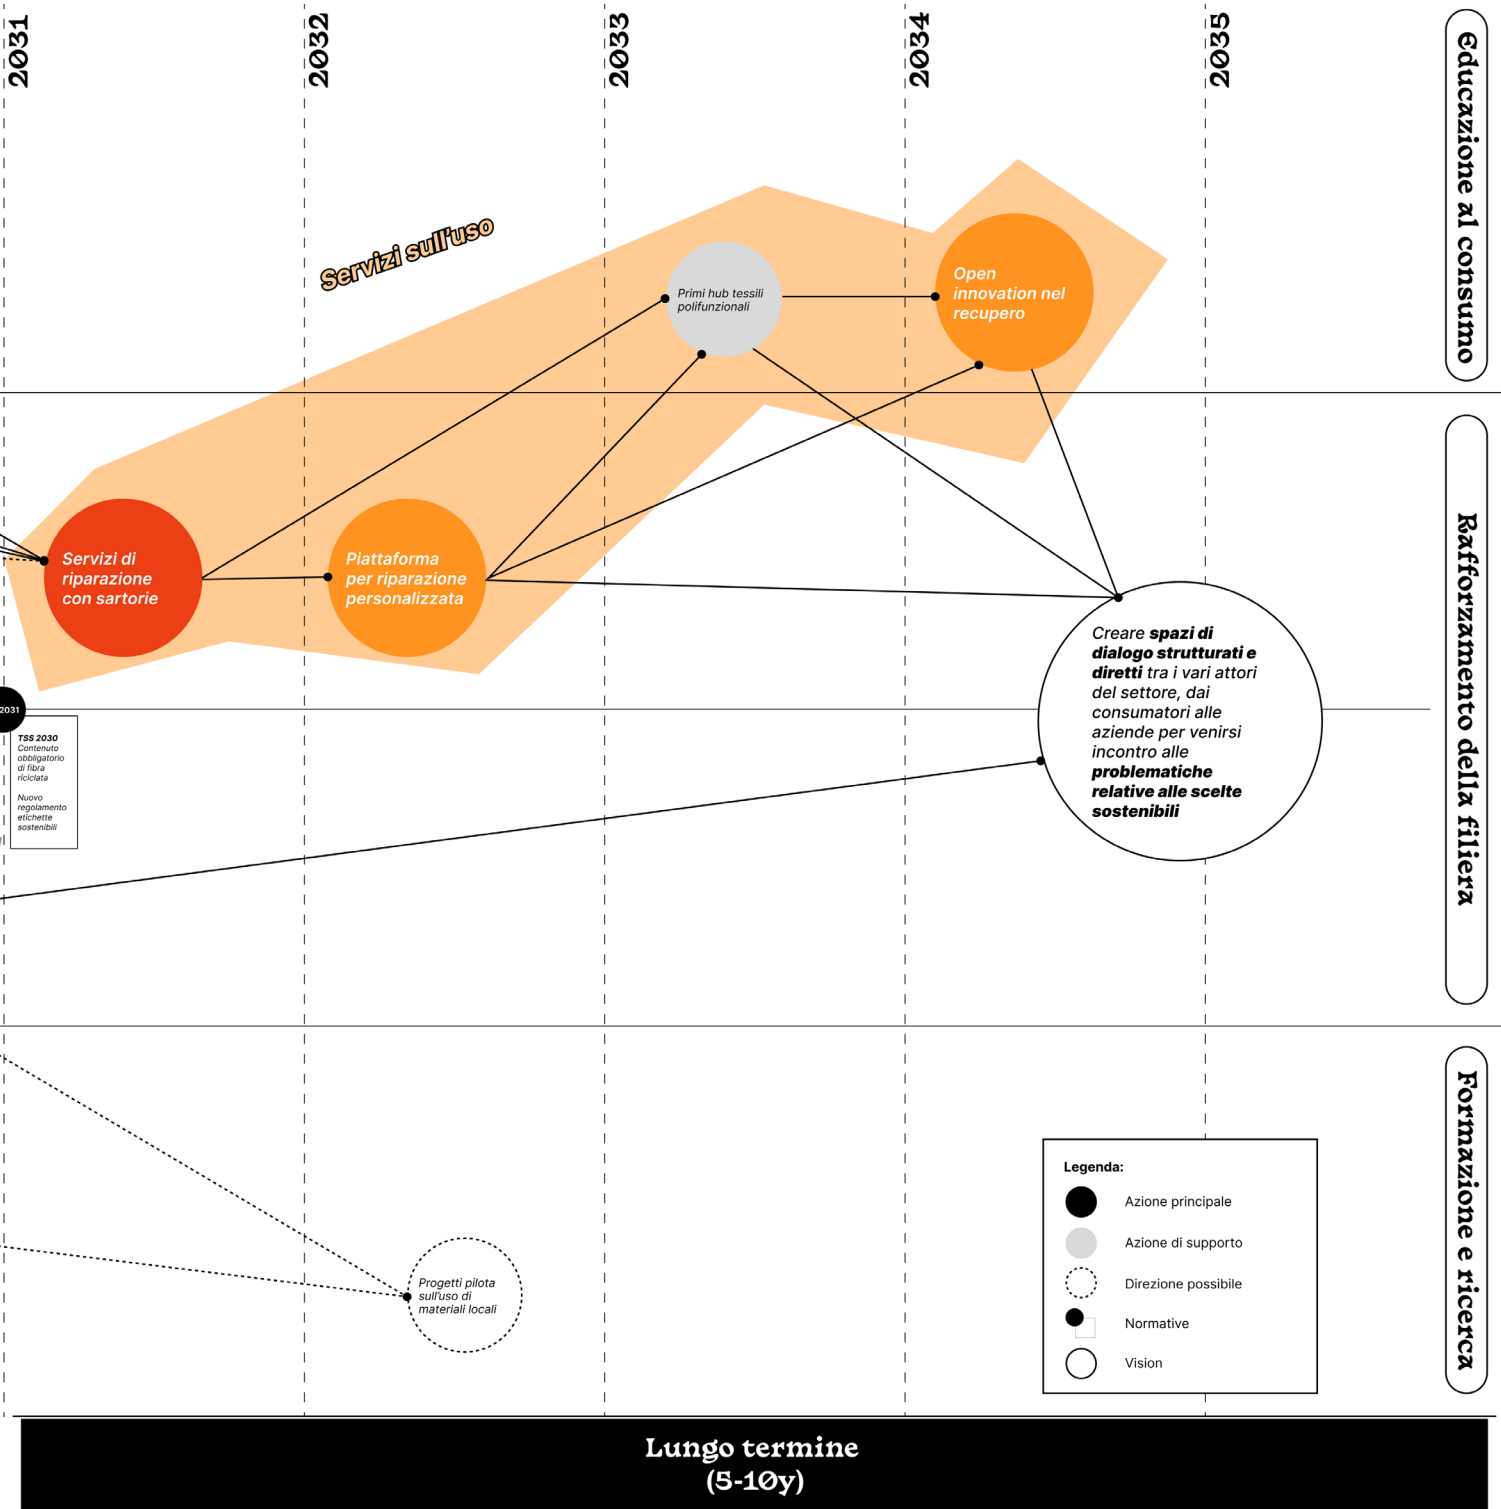 2031
2032
2033
2034
2035
Educazione al consumo
Servizi sull'uso
Primi hub tessili
polifunzionali
Open
innovation nel
recupero
Rafforzamento della filiera
Servizi di
riparazione
con sartorie
Piattaforma
per riparazione
personalizzata
Creare spazi di
dialogo strutturati e
diretti tra i vari attori
del settore, dai
consumatori alle
aziende per venirsi
incontro alle
problematiche
relative alle scelte
sostenibili
2031
TSS 2030
Contenuto
obbligatorio
di fibra
riciclata
Nuovo
regolamento
etichette
sostenibili
Formazione e ricerca
Progetti pilota
sull'uso di
materiali locali
Legenda:
Azione principale
Azione di supporto
Direzione possibile
Normative
Vision
Lungo termine
(5-10y)